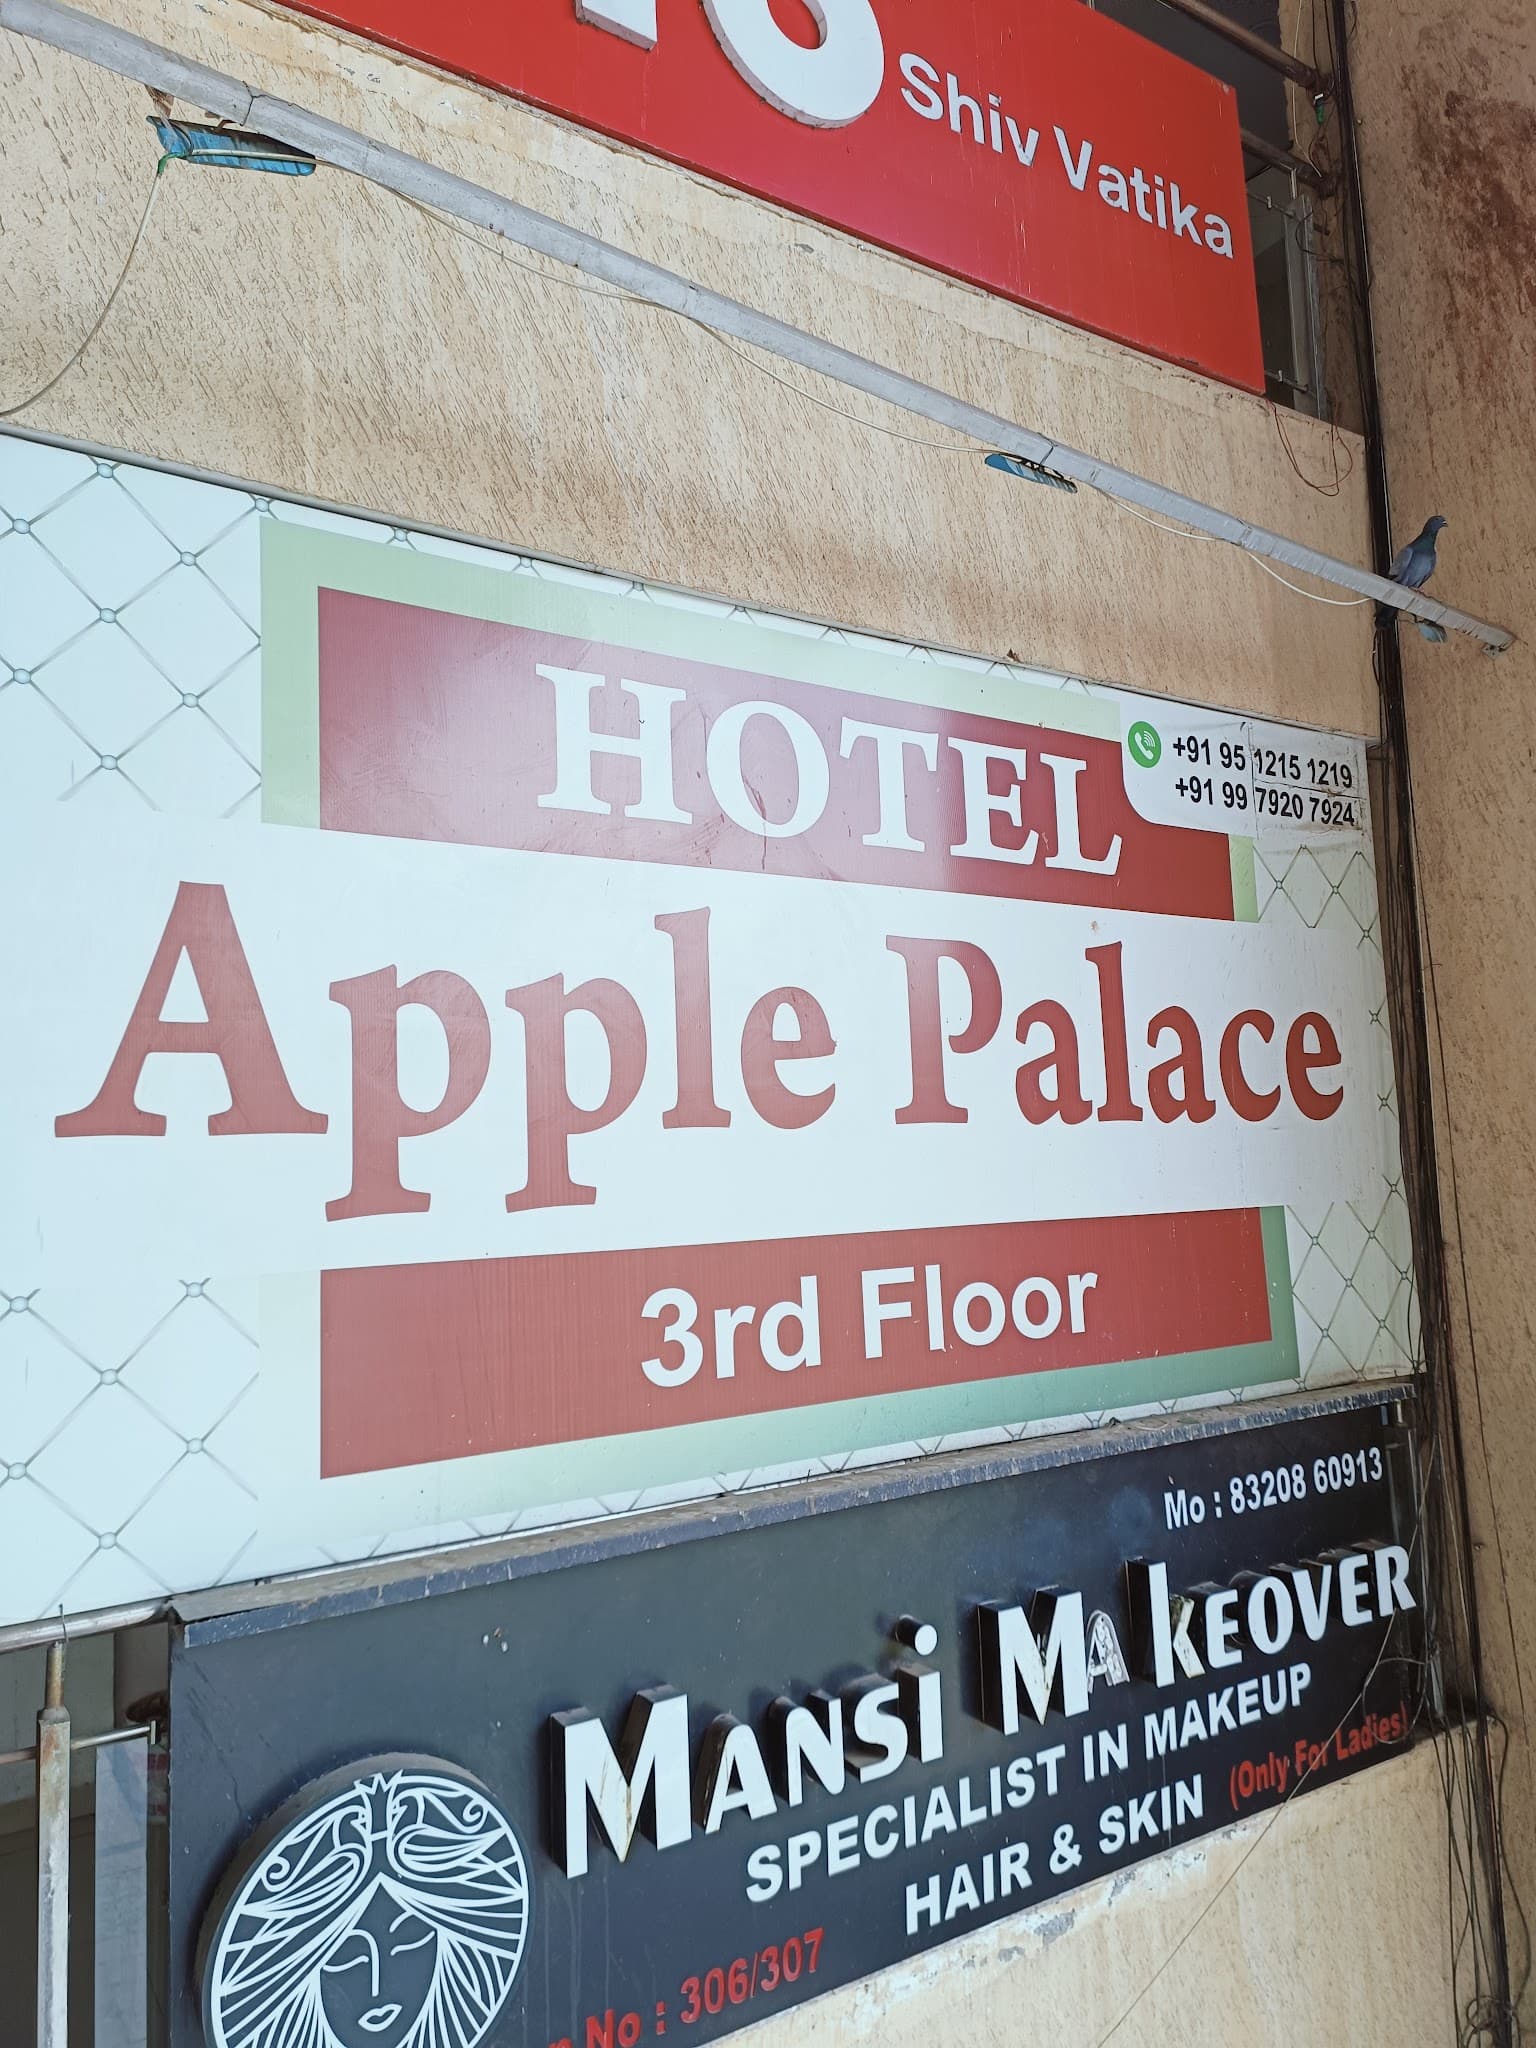 Shiv Vatika
HOTEL
+91 95 1215 1219
+91 99 7920 7924
Apple Palace
3rd Floor
Mo : 83208 60913
MANSi MAKEOVER
SPECIALIST IN MAKEUP
HAIR & SKIN (Only For Ladies)
No : 306/307